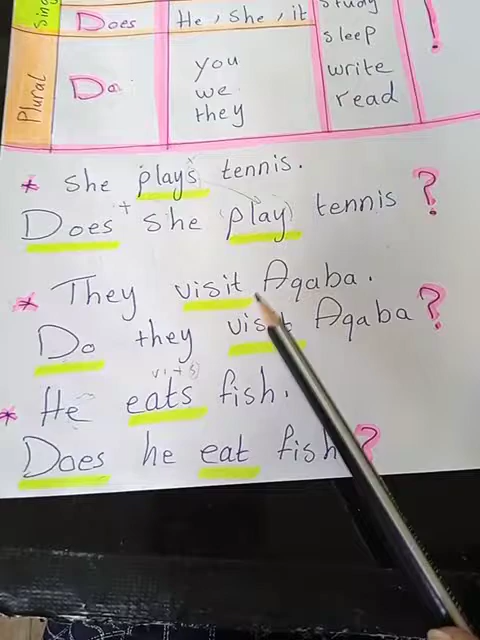 Sing
Does He, she, it study
sleep
Plural Do you write
we read
they !
* She plays tennis.
Does + she play tennis ?
* They visit Aqaba.
Do they visit Aqaba ?
* He eats fish.
Does he eat fish ?